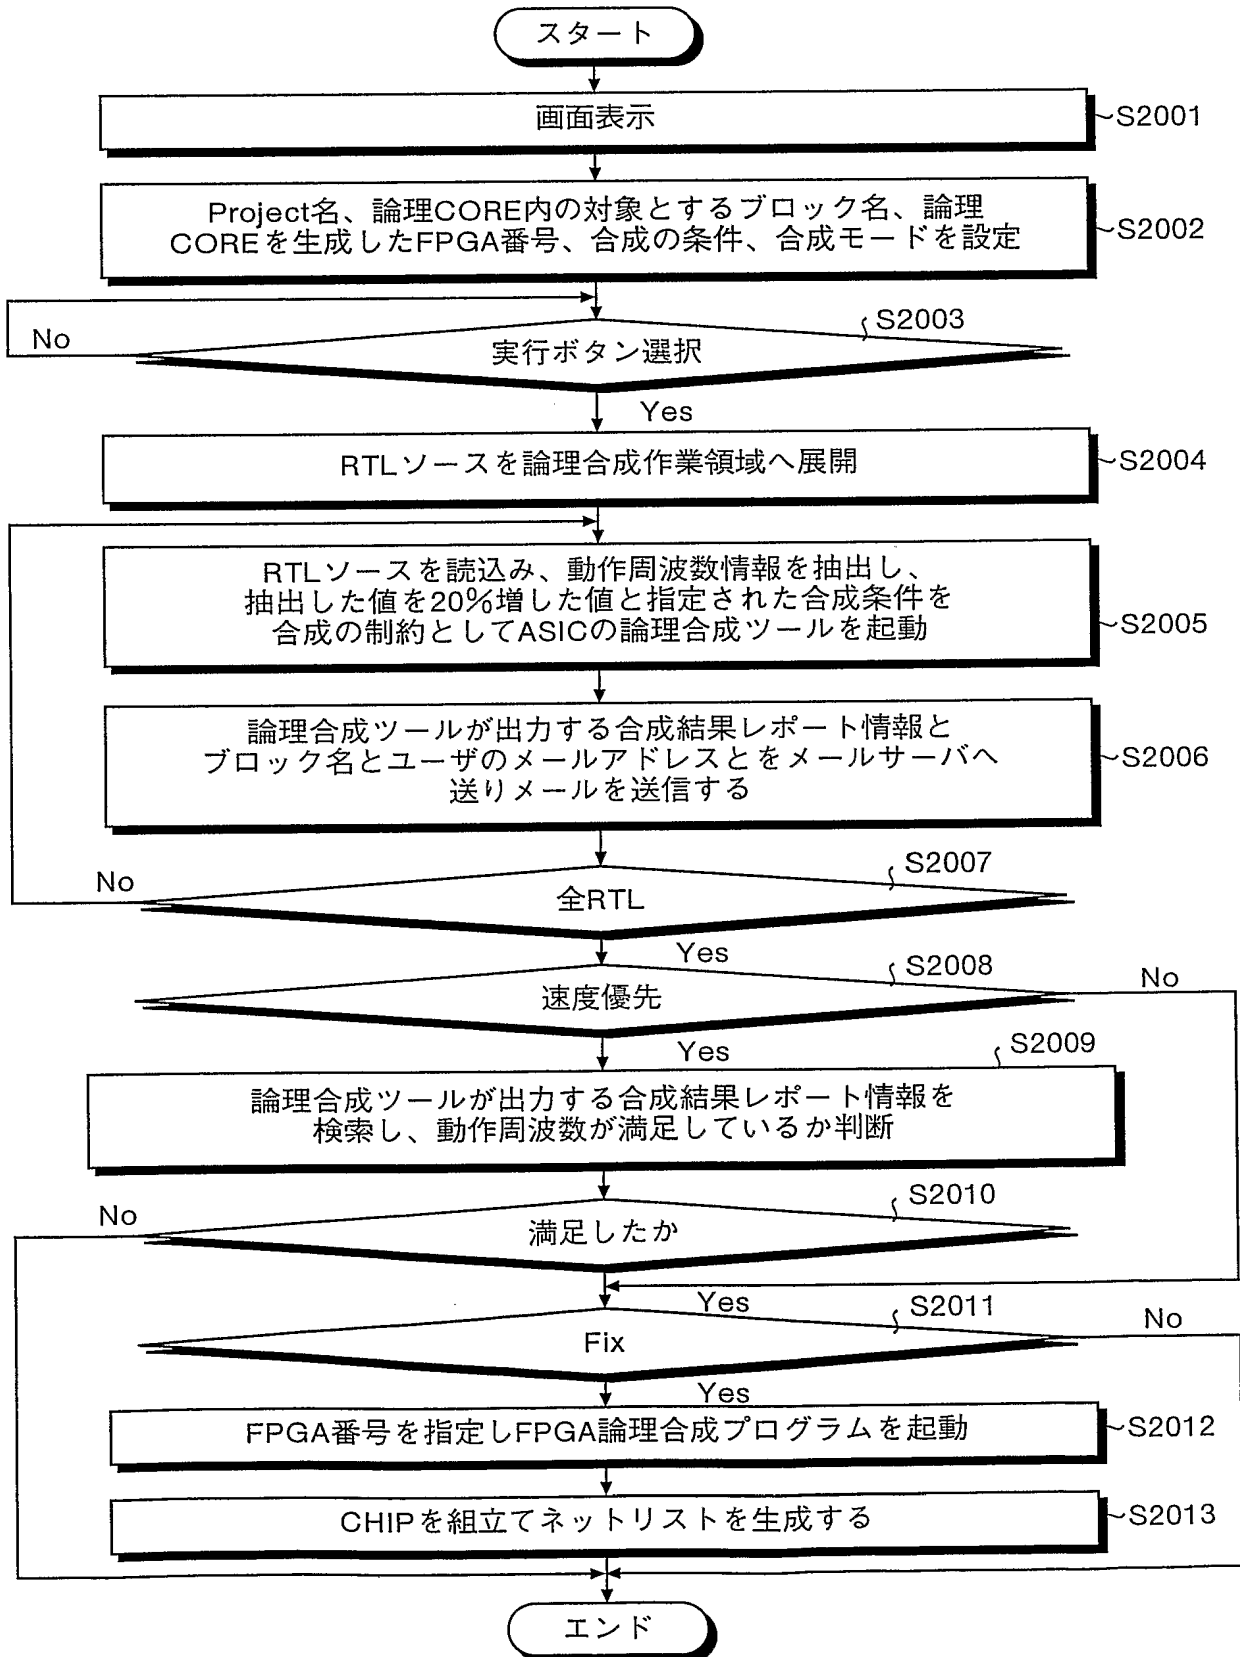 スタート
画面表示
S2001
Project名、論理CORE内の対象とするブロック名、論理
COREを生成したFPGA番号、合成の条件、合成モードを設定
S2002
S2003
No
実行ボタン選択
Yes
RTLソースを論理合成作業領域へ展開
S2004
RTLソースを読込み、動作周波数情報を抽出し、
抽出した値を20%増した値と指定された合成条件を
合成の制約としてASICの論理合成ツールを起動
S2005
論理合成ツールが出力する合成結果レポート情報と
ブロック名とユーザのメールアドレスとをメールサーバへ
送りメールを送信する
S2006
S2007
No
全RTL
Yes
S2008
No
速度優先
Yes
S2009
論理合成ツールが出力する合成結果レポート情報を
検索し、動作周波数が満足しているか判断
S2010
No
満足したか
Yes
S2011
No
Fix
Yes
FPGA番号を指定しFPGA論理合成プログラムを起動
S2012
CHIPを組立てネットリストを生成する
S2013
エンド